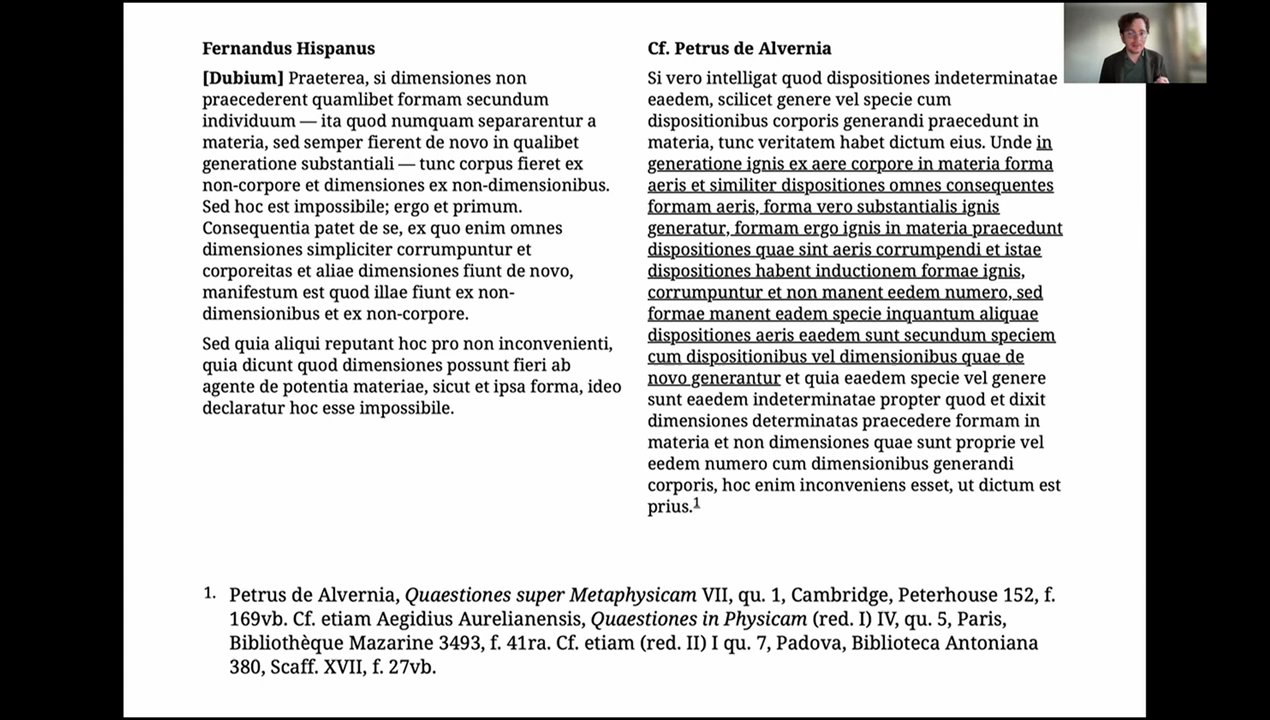 Fernandus Hispanus
[Dubium] Praeterea, si dimensiones non
praecederent quamlibet formam secundum
individuum — ita quod numquam separarentur a
materia, sed semper fierent de novo in qualibet
generatione substantiali — tunc corpus fieret ex
non-corpore et dimensiones ex non-dimensionibus.
Sed hoc est impossibile; ergo et primum.
Consequentia patet de se, ex quo enim omnes
dimensiones simpliciter corrumpuntur et
corporeitas et aliae dimensiones fiunt de novo,
manifestum est quod illae fiunt ex non-
dimensionibus et ex non-corpore.
Sed quia aliqui reputant hoc pro non inconvenienti,
quia dicunt quod dimensiones possunt fieri ab
agente de potentia materiae, sicut et ipsa forma, ideo
declaratur hoc esse impossibile.
Cf. Petrus de Alvernia
Si vero intelligat quod dispositiones indeterminatae
eaedem, scilicet genere vel specie cum
dispositionibus corporis generandi praecedunt in
materia, tunc veritatem habet dictum eius. Unde in
generatione ignis ex aere corpore in materia forma
aeris et similiter dispositiones omnes consequentes
formam aeris, forma vero substantialis ignis
generatur, formam ergo ignis in materia praecedunt
dispositiones quae sint aeris corrumpendi et istae
dispositiones habent inductionem formae ignis,
corrumpuntur et non manent eedem numero, sed
formae manent eadem specie inquantum aliquae
dispositiones aeris eaedem sunt secundum speciem
cum dispositionibus vel dimensionibus quae de
novo generantur et quia eaedem specie vel genere
sunt eaedem indeterminatae propter quod et dixit
dimensiones determinatas praecedere formam in
materia et non dimensiones quae sunt proprie vel
eedem numero cum dimensionibus generandi
corporis, hoc enim inconveniens esset, ut dictum est
prius.1
1. Petrus de Alvernia, Quaestiones super Metaphysicam VII, qu. 1, Cambridge, Peterhouse 152, f.
169vb. Cf. etiam Aegidius Aurelianensis, Quaestiones in Physicam (red. I) IV, qu. 5, Paris,
Bibliothèque Mazarine 3493, f. 41ra. Cf. etiam (red. II) I qu. 7, Padova, Biblioteca Antoniana
380, Scaff. XVII, f. 27vb.